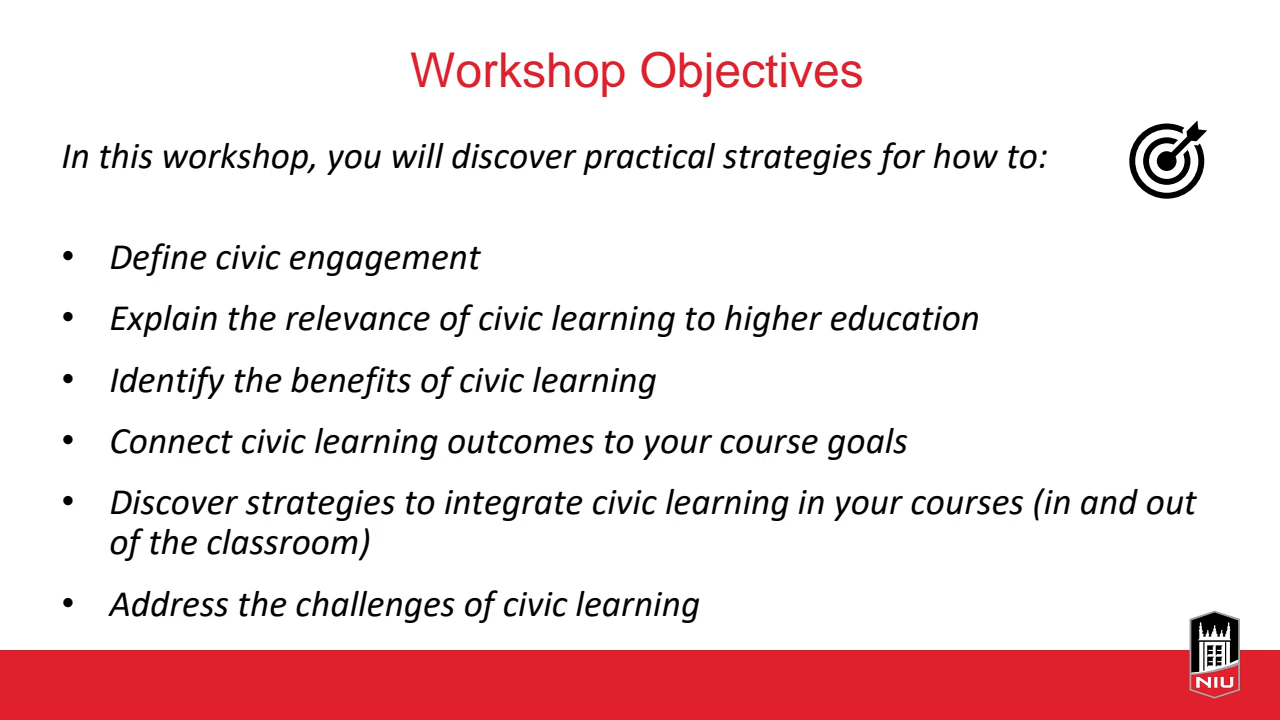 Workshop Objectives
In this workshop, you will discover practical strategies for how to:
• Define civic engagement
• Explain the relevance of civic learning to higher education
• Identify the benefits of civic learning
• Connect civic learning outcomes to your course goals
• Discover strategies to integrate civic learning in your courses (in and out
of the classroom)
• Address the challenges of civic learning
NIU